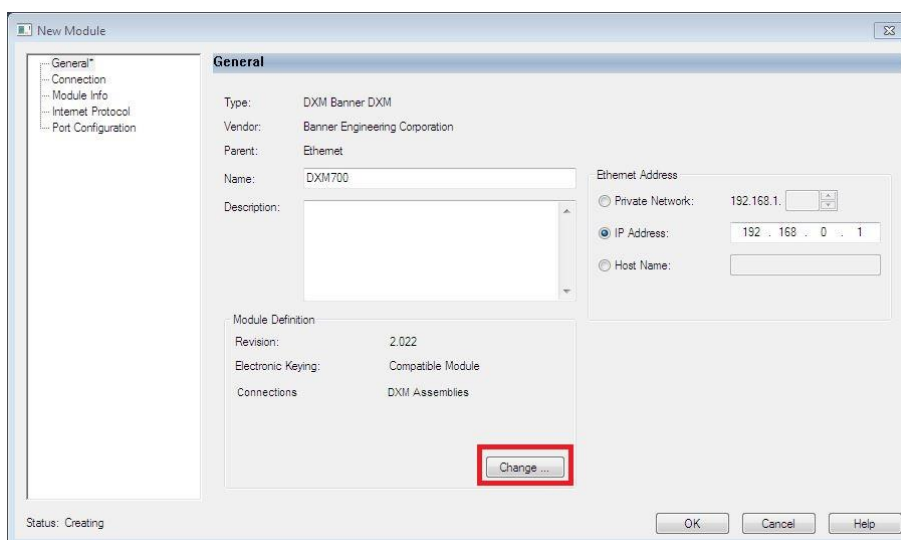 New Module
General*
Connection
Module Info
Internet Protocol
Port Configuration
General
Type: DXM Banner DXM
Vendor: Banner Engineering Corporation
Parent: Ethernet
Name: DXM700
Description:
Ethernet Address
Private Network: 192.168.1.
IP Address: 192 . 168 . 0 . 1
Host Name:
Module Definition
Revision: 2.022
Electronic Keying: Compatible Module
Connections DXM Assemblies
Change ...
Status: Creating
OK Cancel Help